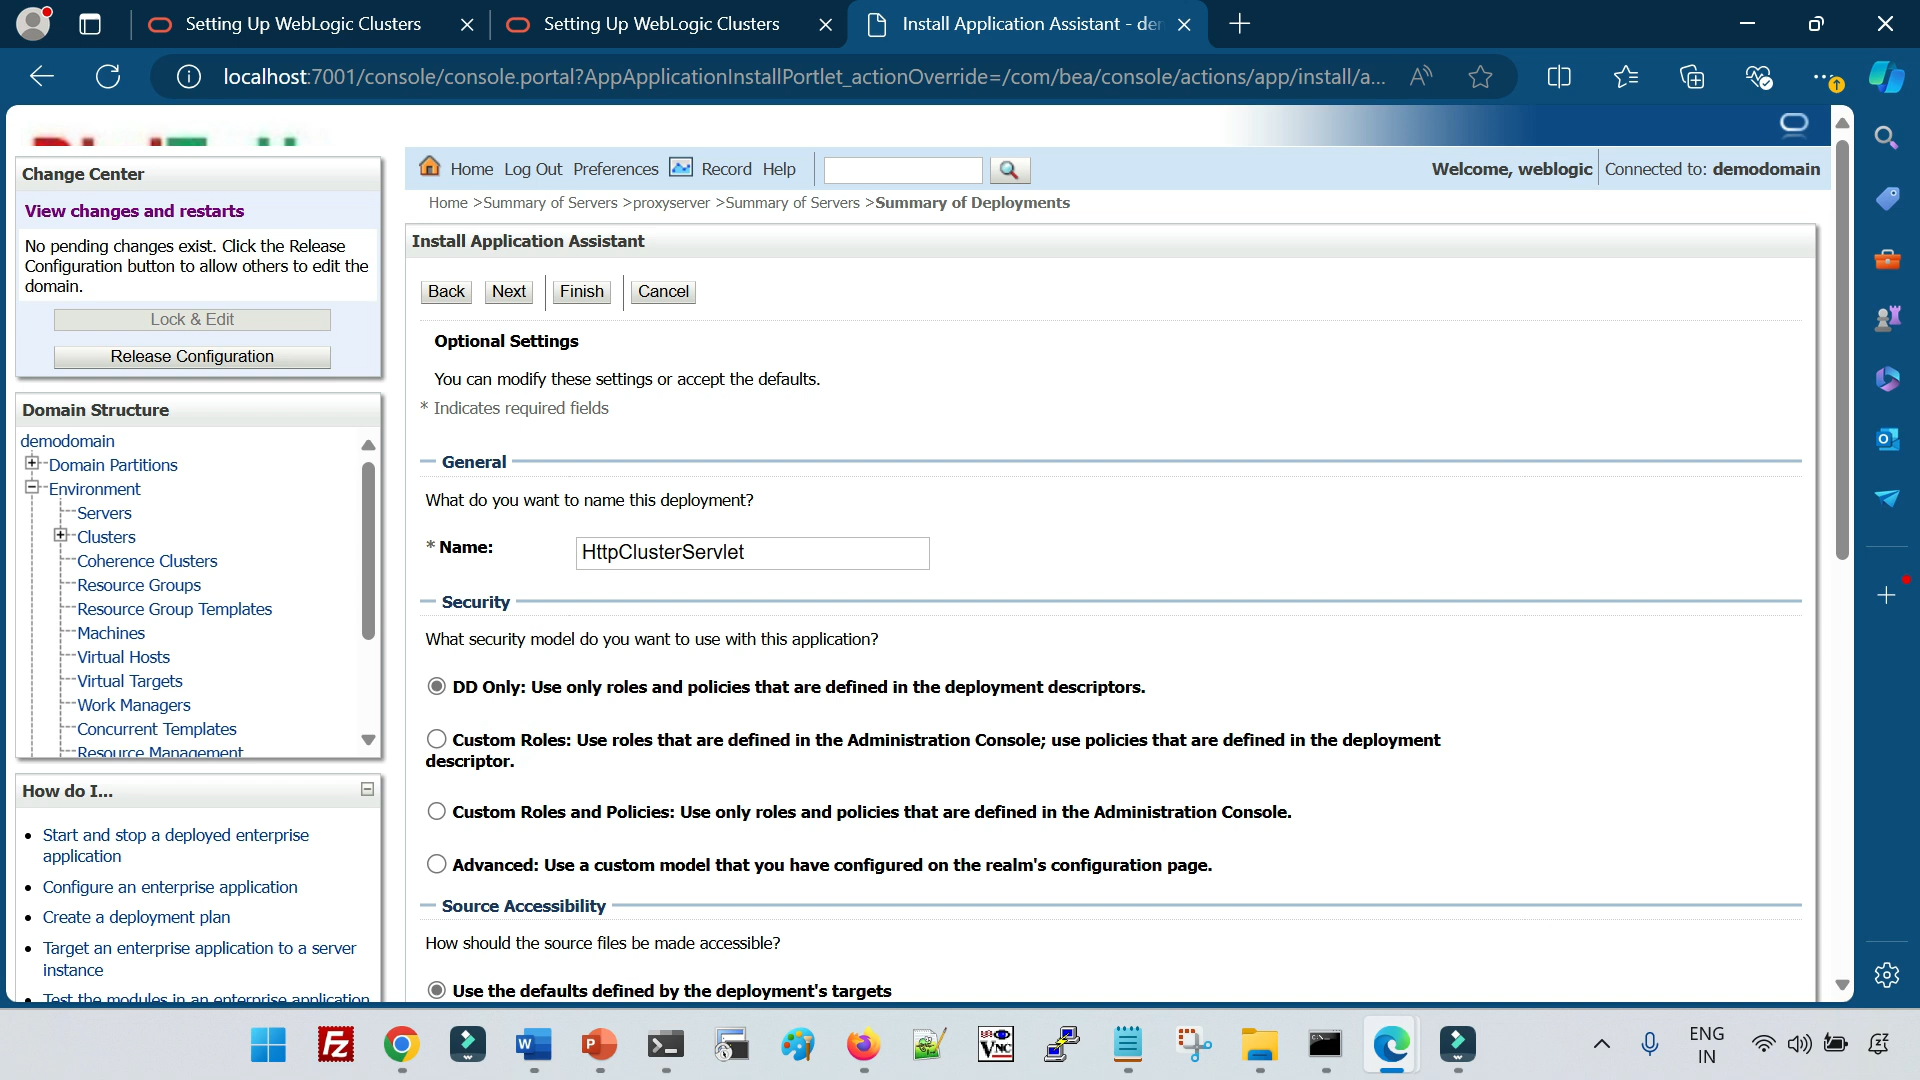 Setting Up WebLogic Clusters
Setting Up WebLogic Clusters
Install Application Assistant - der
localhost:7001/console/console.portal?AppApplicationInstallPortlet_actionOverride=/com/bea/console/actions/app/install/a...
Home Log Out Preferences Record Help
Welcome, weblogic Connected to: demodomain
Home >Summary of Servers >proxyserver >Summary of Servers >Summary of Deployments
Change Center
View changes and restarts
No pending changes exist. Click the Release
Configuration button to allow others to edit the
domain.
Lock & Edit
Release Configuration
Domain Structure
demodomain
Domain Partitions
Environment
Servers
Clusters
Coherence Clusters
Resource Groups
Resource Group Templates
Machines
Virtual Hosts
Virtual Targets
Work Managers
Concurrent Templates
Resource Management
How do I...
Start and stop a deployed enterprise
application
Configure an enterprise application
Create a deployment plan
Target an enterprise application to a server
instance
Test the modules in an enterprise application
Install Application Assistant
Back Next Finish Cancel
Optional Settings
You can modify these settings or accept the defaults.
* Indicates required fields
General
What do you want to name this deployment?
* Name: HttpClusterServlet
Security
What security model do you want to use with this application?
DD Only: Use only roles and policies that are defined in the deployment descriptors.
Custom Roles: Use roles that are defined in the Administration Console; use policies that are defined in the deployment
descriptor.
Custom Roles and Policies: Use only roles and policies that are defined in the Administration Console.
Advanced: Use a custom model that you have configured on the realm's configuration page.
Source Accessibility
How should the source files be made accessible?
Use the defaults defined by the deployment's targets
ENG
IN